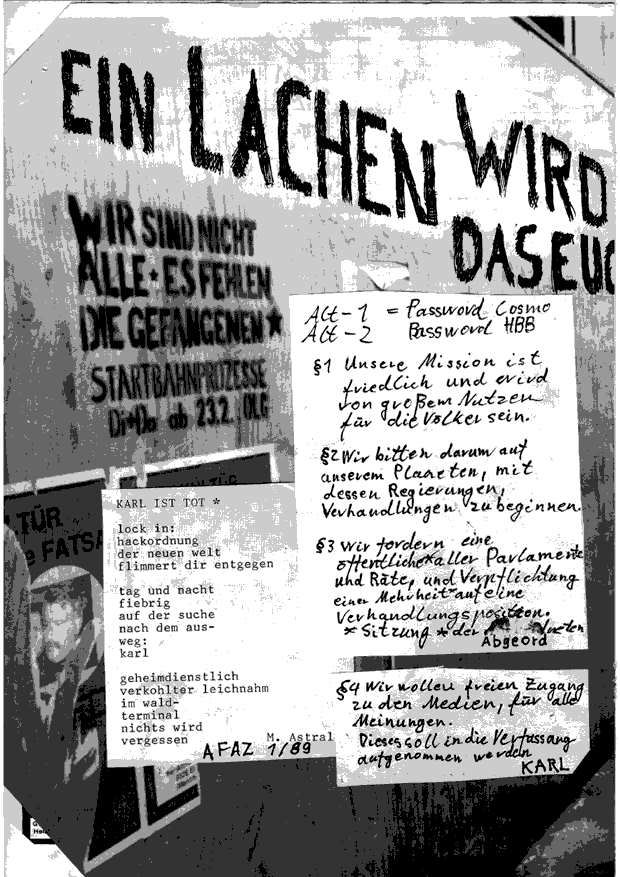 EIN LACHEN WIRD
DAS EUC
WIR SIND NICHT
ALLE * ES FEHLEN
DIE GEFANGENEN ★
STARTBAHNPROZESSE
Di+Do ab 23.2. OLG
Alt-1 = Password Cosmo
Alt-2 Password HBB
§1 Unsere Mission ist
friedlich und wird
von großem Nutzen
für die Völker sein.
§2 Wir bitten darum auf
unserem Planeten, mit
dessen Regierungen,
Verhandlungen zu beginnen.
§3 Wir fordern eine
öffentliche * aller Parlamente
und Räte, und Verpflichtung
einer Mehrheit auf eine
Verhandlungsposition.
* Sitzung * der
Abgeord
§4 Wir wollen freien Zugang
zu den Medien, für alle
Meinungen.
Dieses soll in die Verfassung
aufgenommen werden
KARL
TÜR
FATSA
KARL IST TOT *
lock in:
hackordnung
der neuen welt
flimmert dir entgegen
tag und nacht
fiebrig
auf der suche
nach dem aus-
weg:
karl
geheimdienstlich
verkohlter leichnahm
im wald-
terminal
nichts wird
vergessen M. Astral
AFAZ 1/89